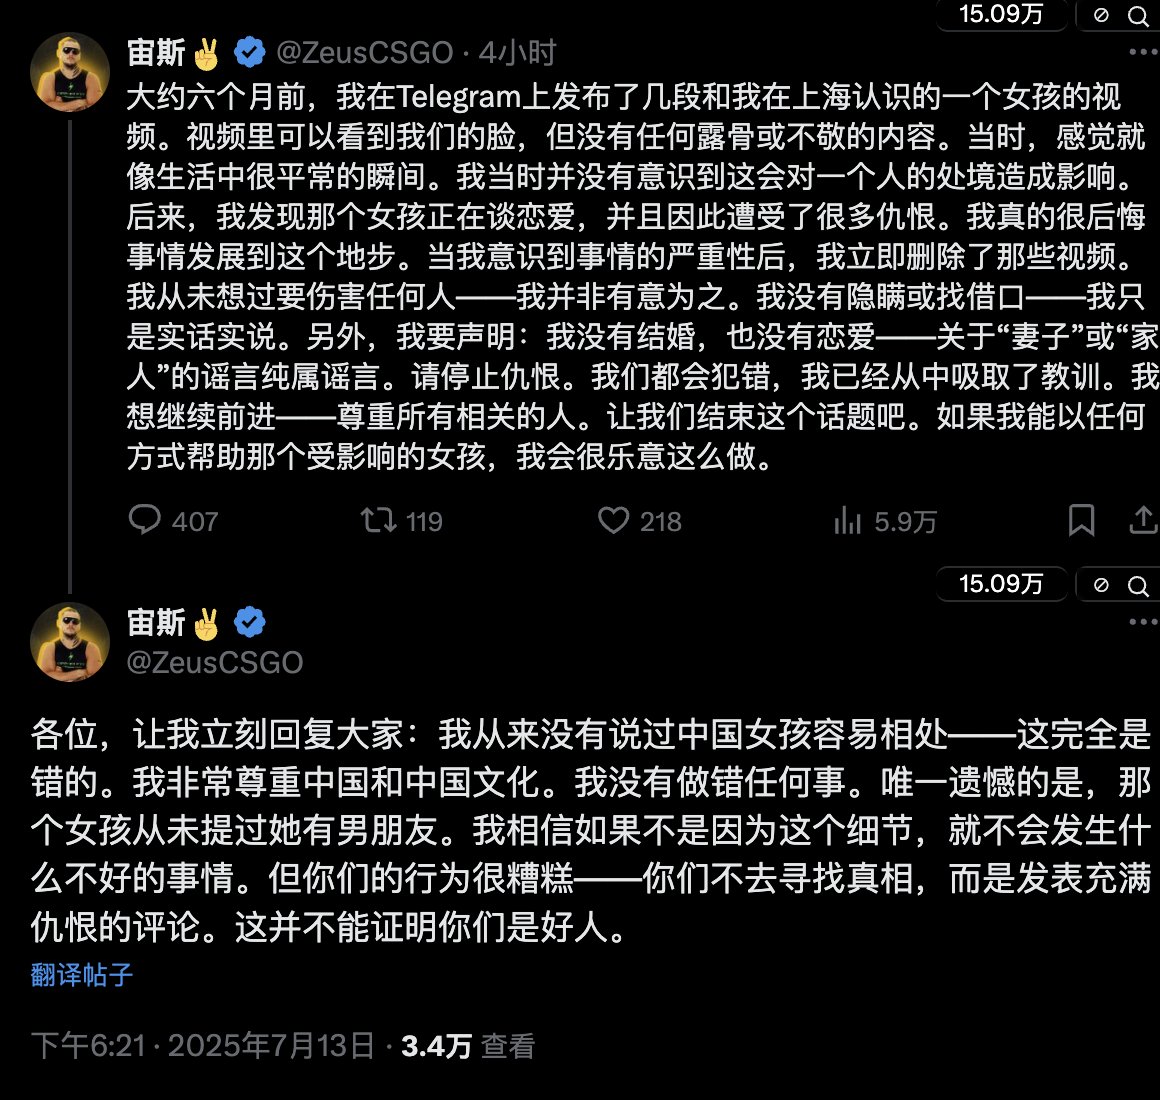 15.09万
宙斯✌️ @ZeusCSGO · 4小时
大约六个月前，我在Telegram上发布了几段和我在上海认识的一个女孩的视
频。视频里可以看到我们的脸，但没有任何露骨或不敬的内容。当时，感觉就
像生活中很平常的瞬间。我当时并没有意识到这会对一个人的处境造成影响。
后来，我发现那个女孩正在谈恋爱，并且因此遭受了很多仇恨。我真的很后悔
事情发展到这个地步。当我意识到事情的严重性后，我立即删除了那些视频。
我从未想过要伤害任何人——我并非有意为之。我没有隐瞒或找借口——我只
是实话实说。另外，我要声明：我没有结婚，也没有恋爱——关于“妻子”或“家
人”的谣言纯属谣言。请停止仇恨。我们都会犯错，我已经从中吸取了教训。我
想继续前进——尊重所有相关的人。让我们结束这个话题吧。如果我能以任何
方式帮助那个受影响的女孩，我会很乐意这么做。
407 119 218 5.9万
15.09万
宙斯✌️
@ZeusCSGO
各位，让我立刻回复大家：我从来没有说过中国女孩容易相处——这完全是
错的。我非常尊重中国和中国文化。我没有做错任何事。唯一遗憾的是，那
个女孩从未提过她有男朋友。我相信如果不是因为这个细节，就不会发生什
么不好的事情。但你们的行为很糟糕——你们不去寻找真相，而是发表充满
仇恨的评论。这并不能证明你们是好人。
翻译帖子
下午6:21 · 2025年7月13日 · 3.4万 查看